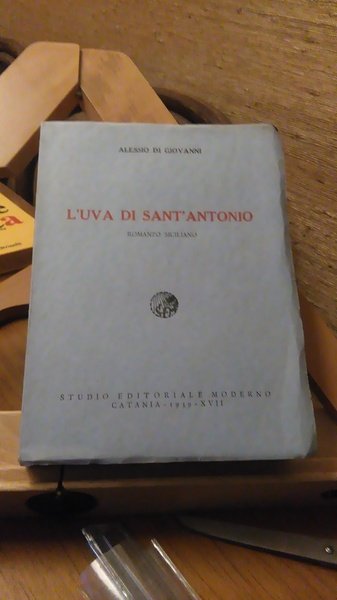 ALESSIO DI GIOVANNI
L'UVA DI SANT'ANTONIO
ROMANZO SICILIANO
STUDIO EDITORIALE MODERNO
CATANIA - 1939 - XVII